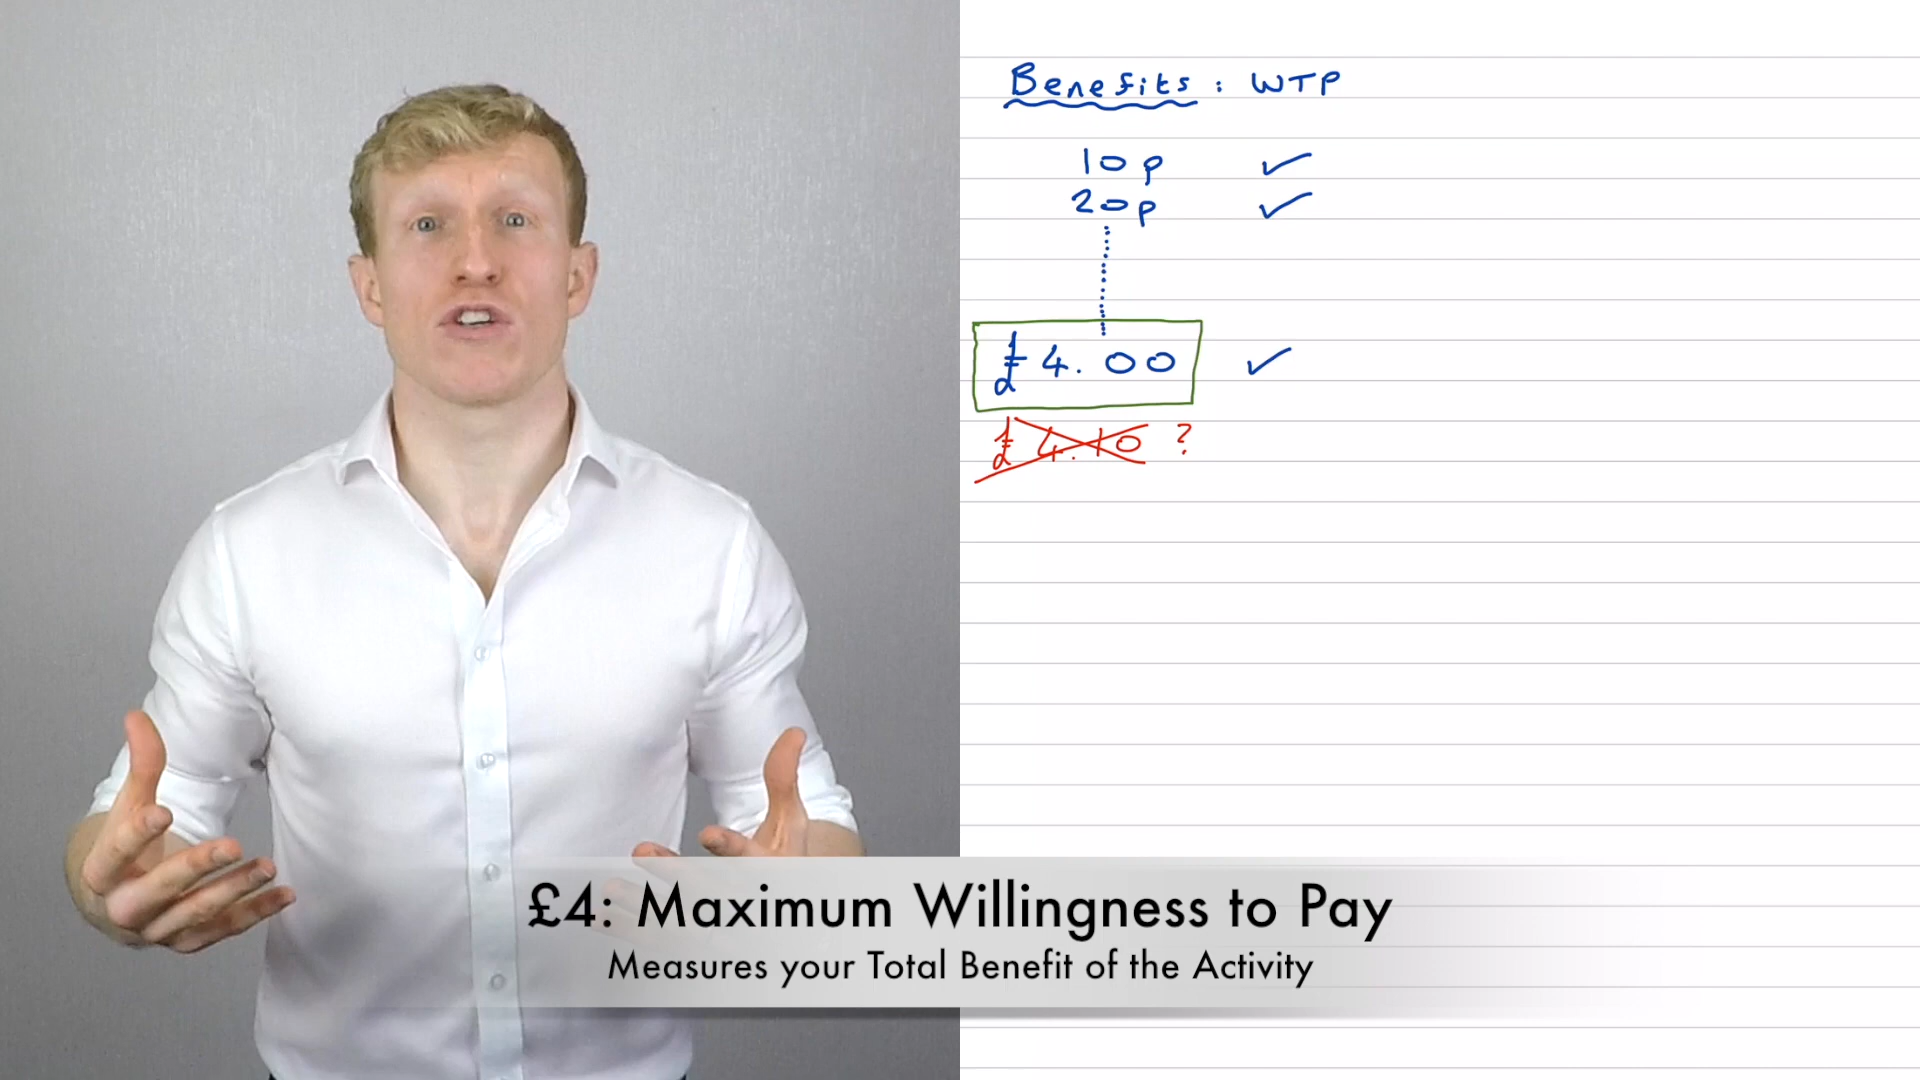 Benefits : WTP
10p ✓
20p ✓
£4.00 ✓
£4.10 ?
£4: Maximum Willingness to Pay
Measures your Total Benefit of the Activity